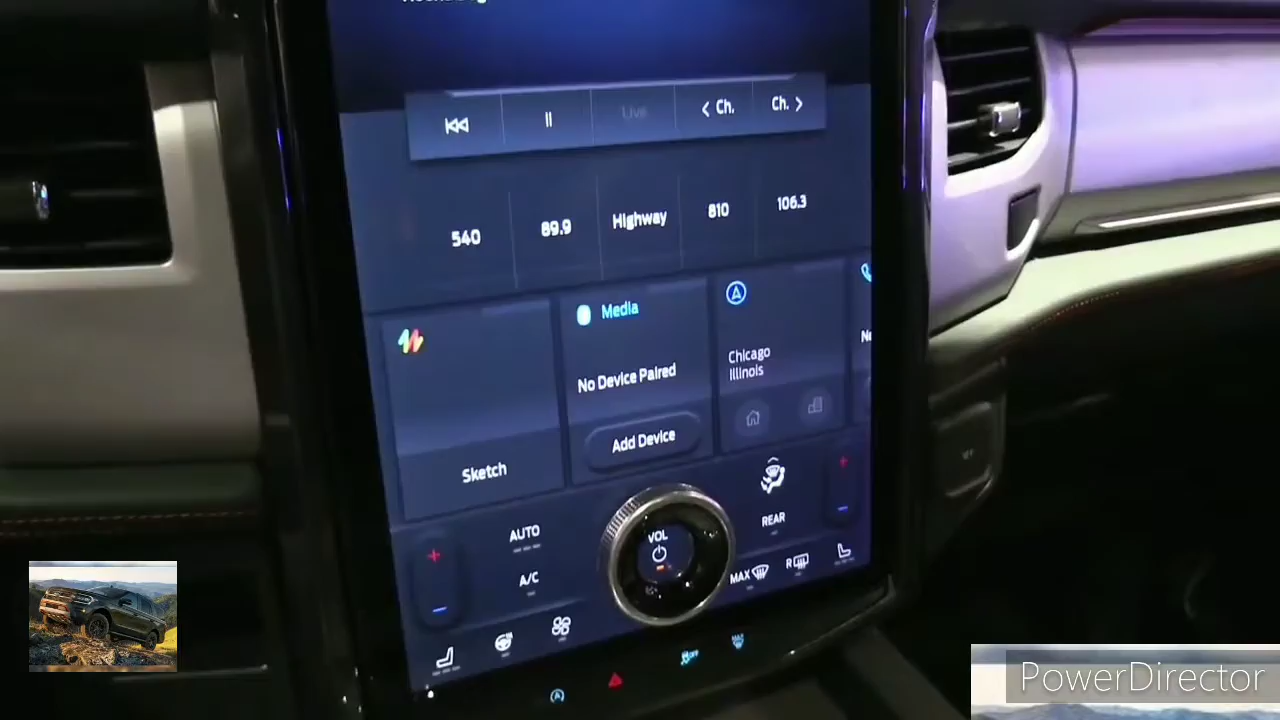 Live
< Ch.
Ch. >
540
89.9
Highway
810
106.3
Media
No Device Paired
Add Device
Chicago
Illinois
Sketch
AUTO
A/C
VOL
REAR
MAX
R
OFF
PowerDirector